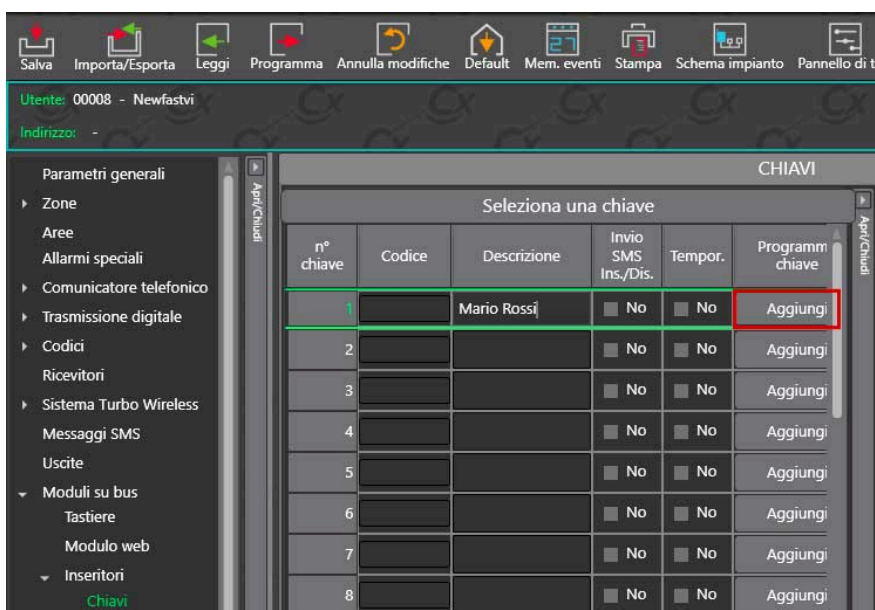 Salva Importa/Esporta Leggi Programma Annulla modifiche Default Mem. eventi Stampa Schema impianto Pannello di t
Utente: 00008 - Newfastvi
Indirizzo: -
Parametri generali
Zone
Aree
Allarmi speciali
Comunicatore telefonico
Trasmissione digitale
Codici
Ricevitori
Sistema Turbo Wireless
Messaggi SMS
Uscite
Moduli su bus
Tastiere
Modulo web
Inseritori
Chiavi
Apri/Chiudi
CHIAVI
Seleziona una chiave
n° chiave Codice Descrizione Invio SMS Ins./Dis. Tempor. Programm chiave
1 Mario Rossi No No Aggiungi
2 No No Aggiungi
3 No No Aggiungi
4 No No Aggiungi
5 No No Aggiungi
6 No No Aggiungi
7 No No Aggiungi
8 No No Aggiungi
Apri/Chiudi